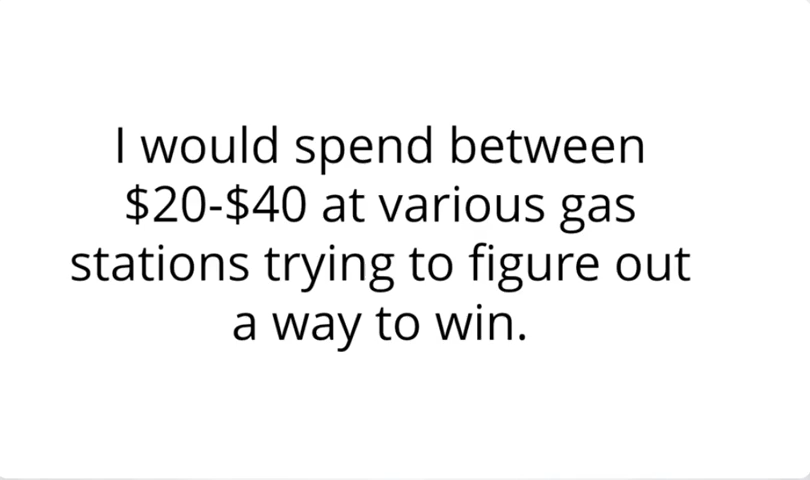 I would spend between
$20-$40 at various gas
stations trying to figure out
a way to win.